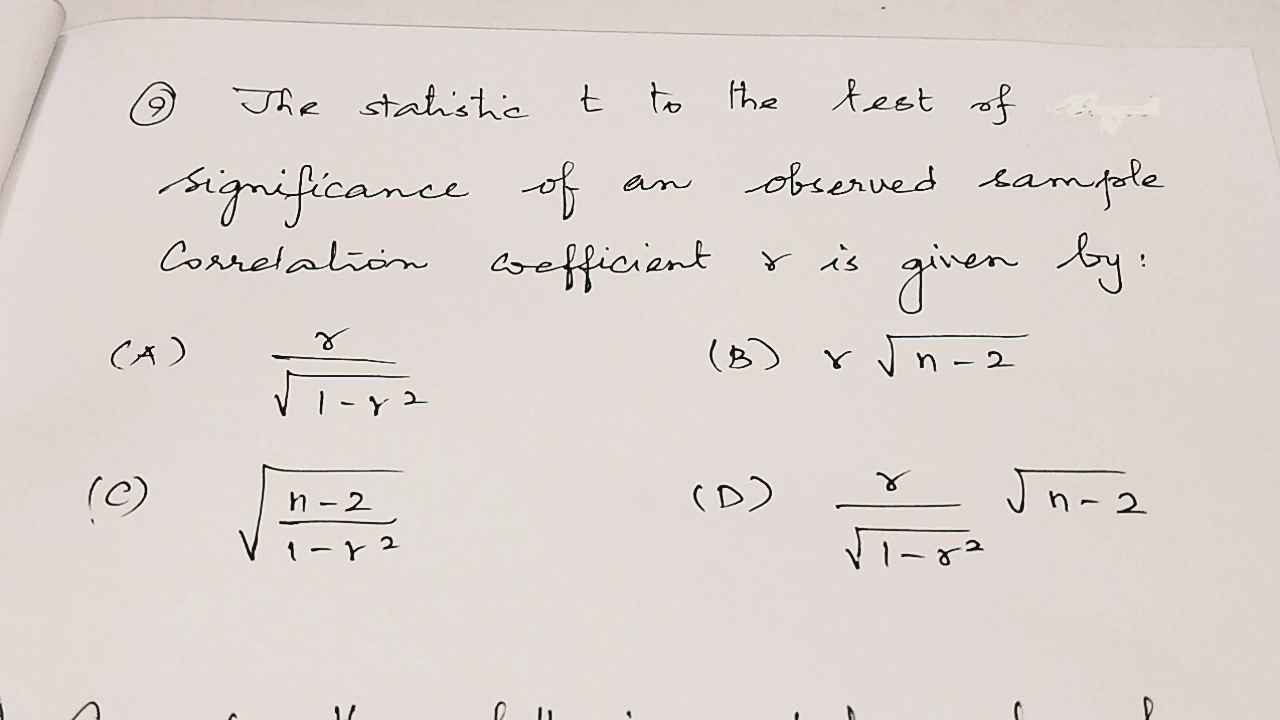 ⑨ The statistic t to the test of
significance of an observed sample
Correlation coefficient r is given by:
(A) r / √(1-r²) (B) r √(n-2)
(C) √((n-2)/(1-r²)) (D) r / √(1-r²) √(n-2)